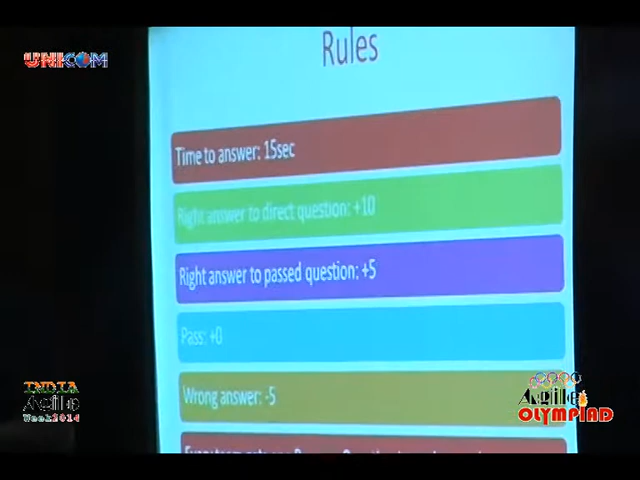 UNICOM
Rules
Time to answer: 15sec
Right answer to direct question: +10
Right answer to passed question: +5
Pass: +0
Wrong answer: -5
INDIA
Agile
Week 2014
Agile
OLYMPIAD